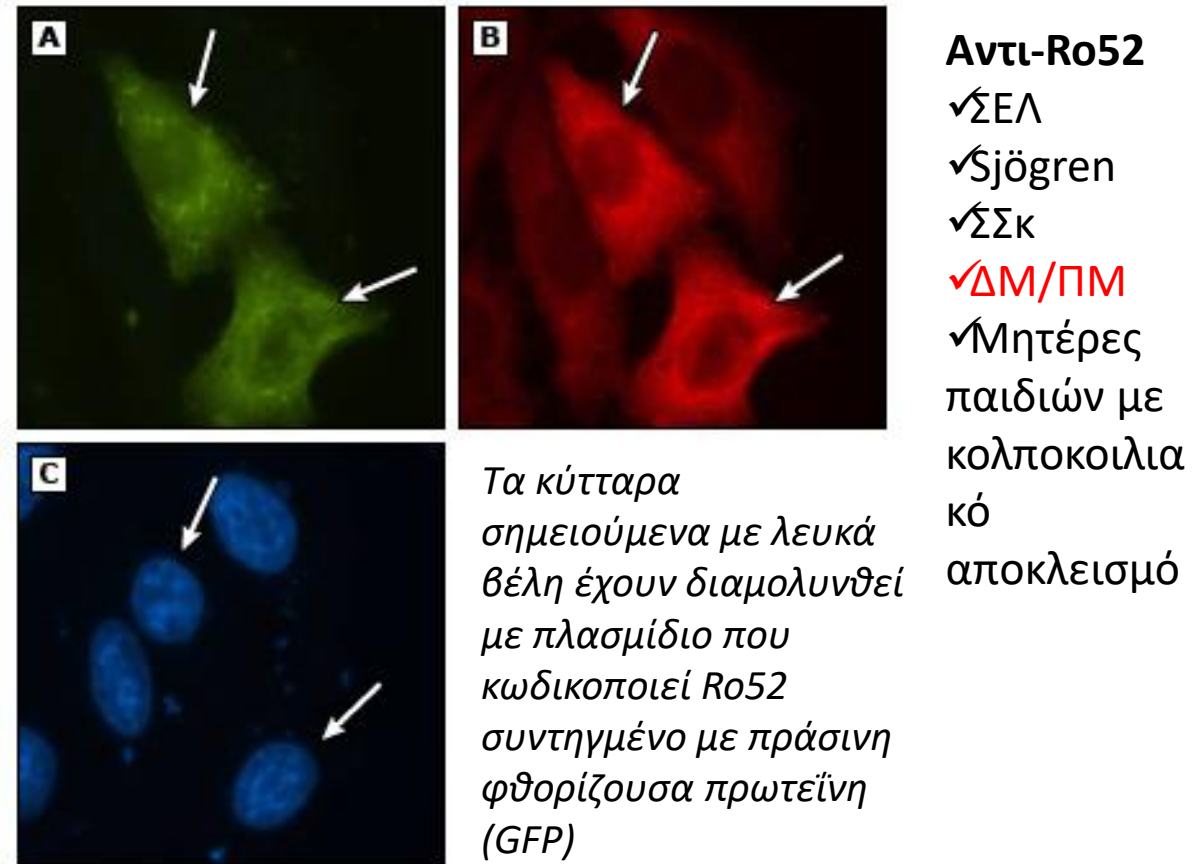 A
B
C
Τα κύτταρα
σημειούμενα με λευκά
βέλη έχουν διαμολυνθεί
με πλασμίδιο που
κωδικοποιεί Ro52
συντηγμένο με πράσινη
φθορίζουσα πρωτεΐνη
(GFP)
Αντι-Ro52
✓ΣΕΛ
✓Sjögren
✓ΣΣκ
✓ΔΜ/ΠΜ
✓Μητέρες
παιδιών με
κολποκοιλια
κό
αποκλεισμό